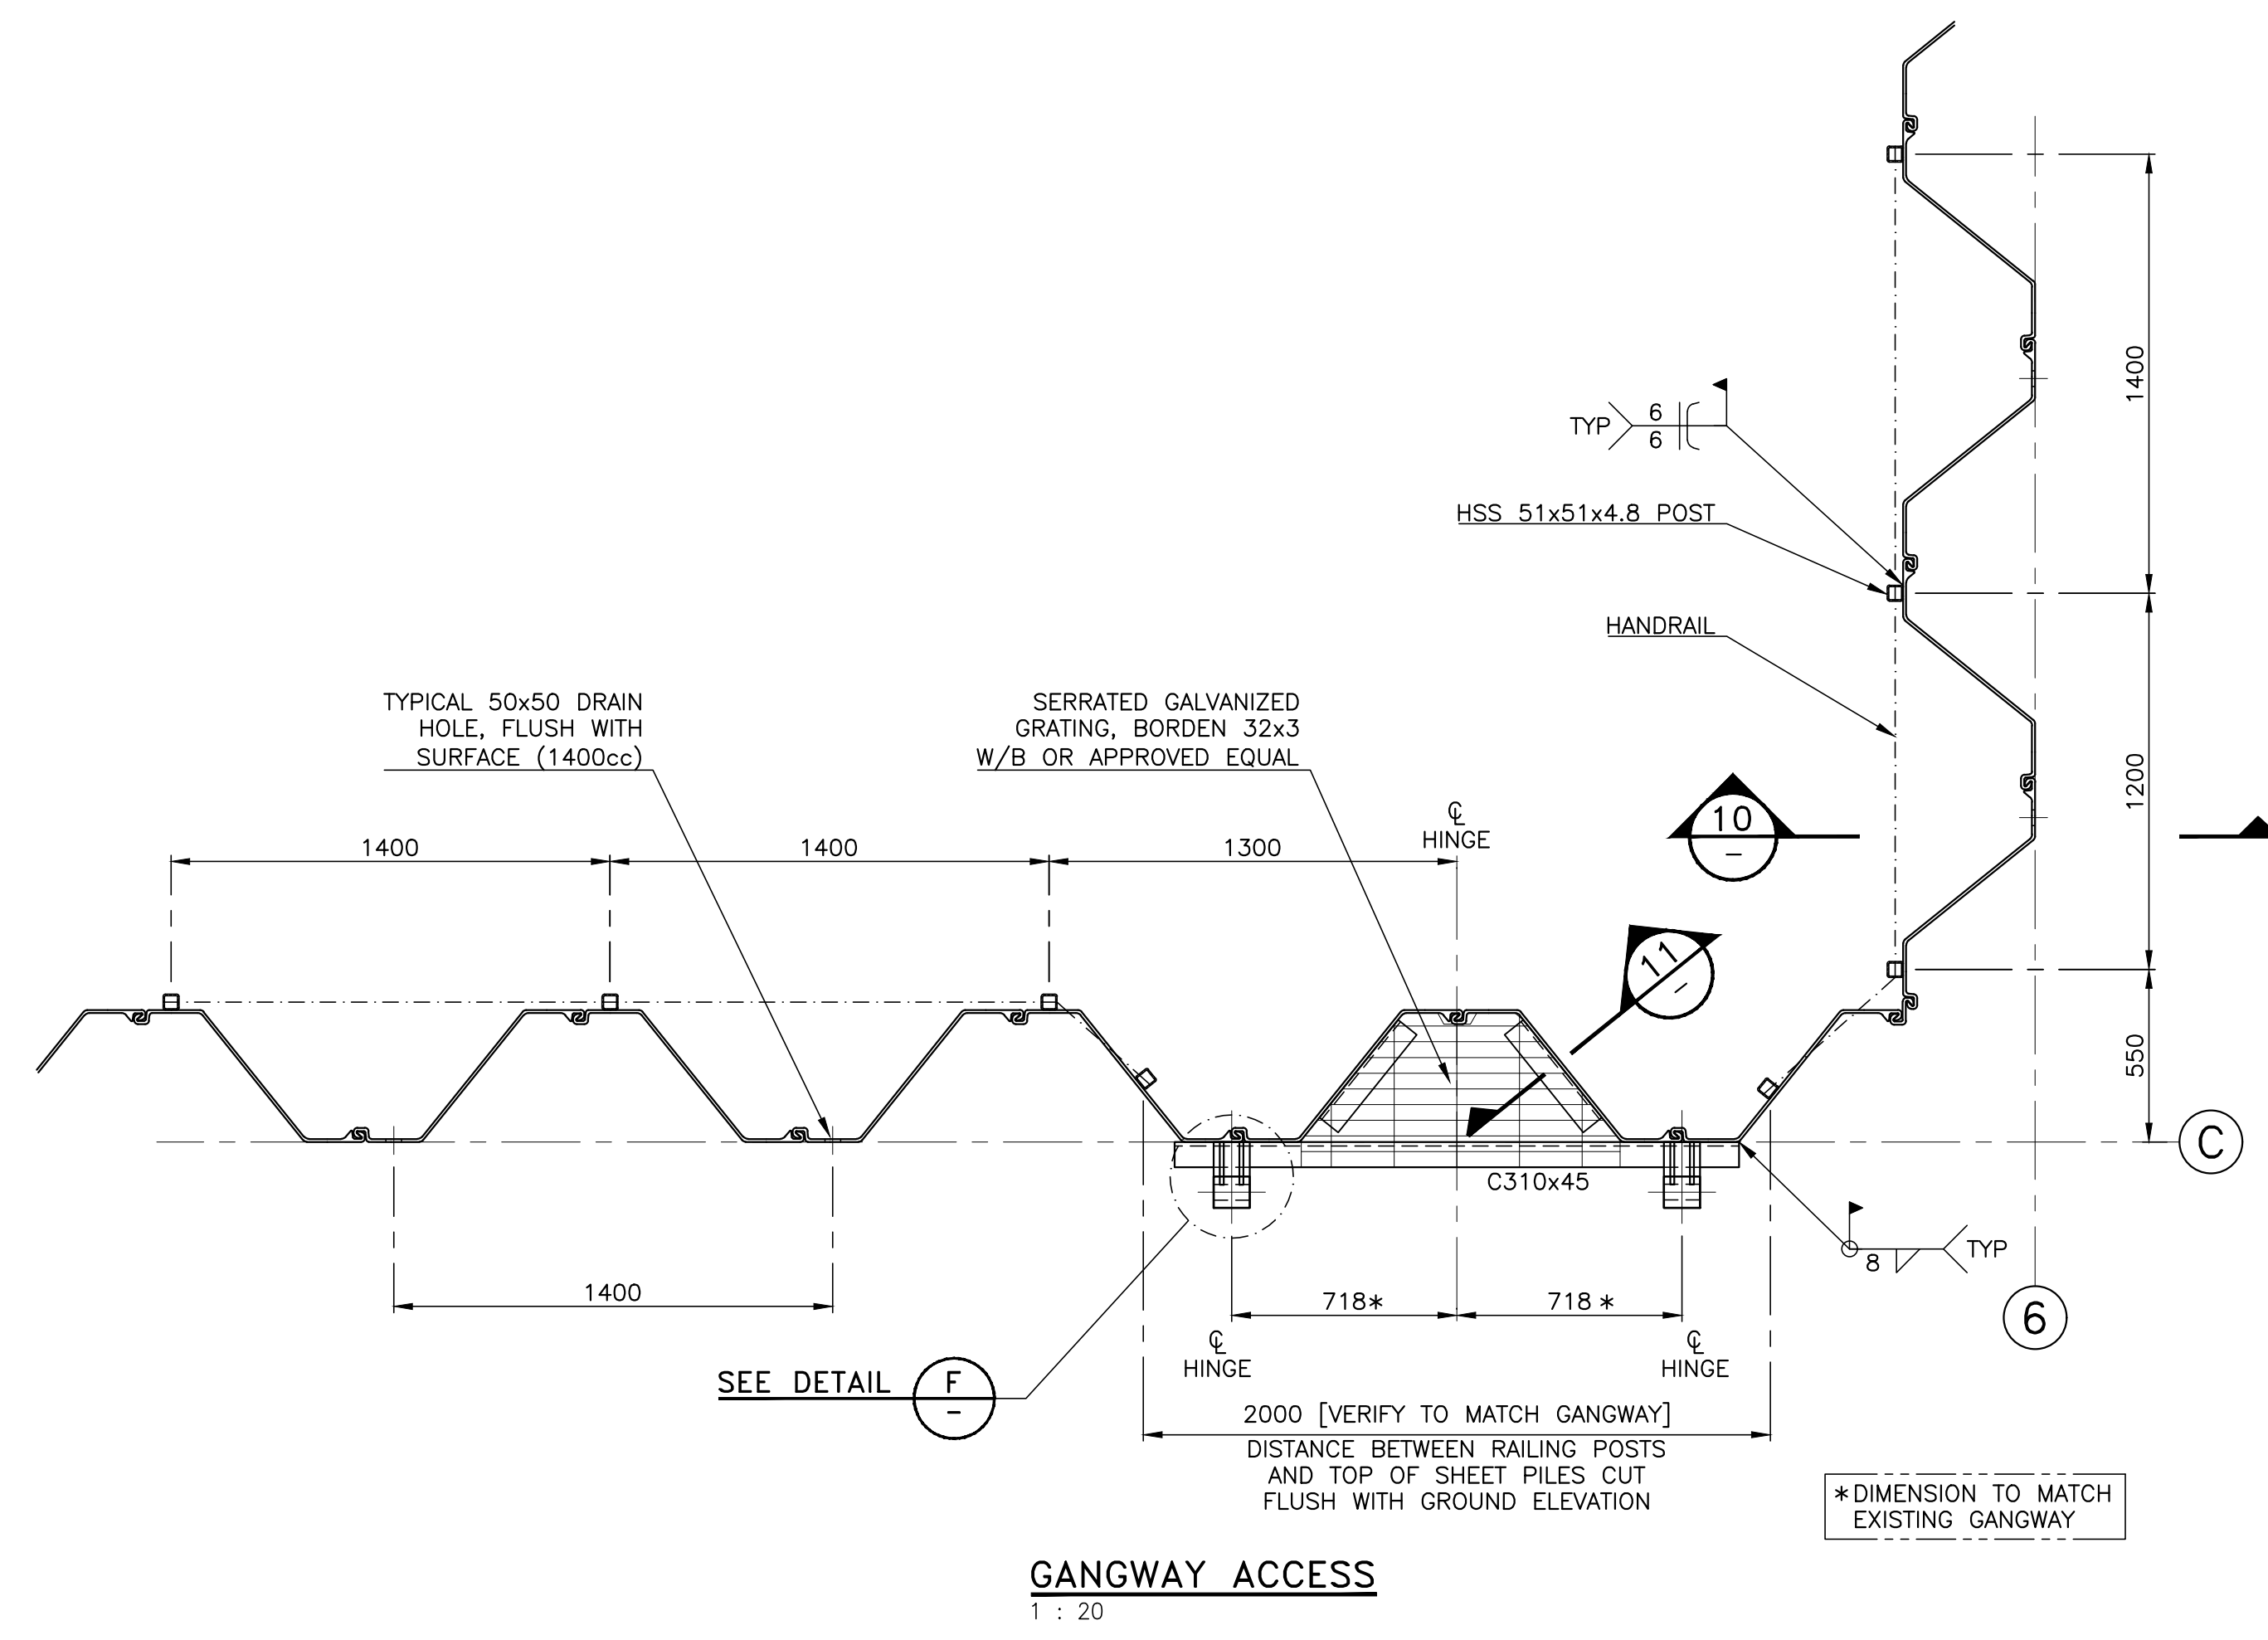 1400
6
TYP
6
HSS 51x51x4.8 POST
HANDRAIL
TYPICAL 50x50 DRAIN
HOLE, FLUSH WITH
SURFACE (1400cc)
SERRATED GALVANIZED
GRATING, BORDEN 32x3
W/B OR APPROVED EQUAL
1200
℄
HINGE
10
–
1400
1400
1300
11
–
550
C
C310x45
8
TYP
1400
718*
718 *
6
℄
HINGE
℄
HINGE
SEE DETAIL
F
–
2000 [VERIFY TO MATCH GANGWAY]
DISTANCE BETWEEN RAILING POSTS
AND TOP OF SHEET PILES CUT
FLUSH WITH GROUND ELEVATION
*DIMENSION TO MATCH
EXISTING GANGWAY
GANGWAY ACCESS
1 : 20